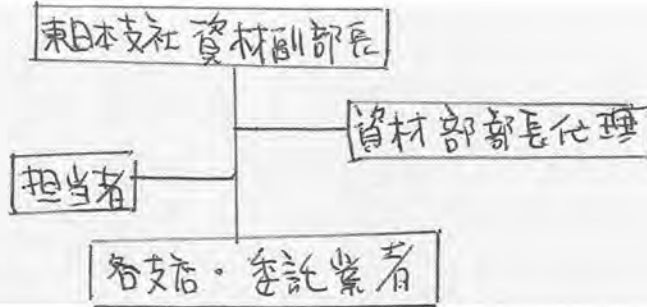 東日本支社 資材副部長
資材部部長代理
担当者
各支店・委託業者